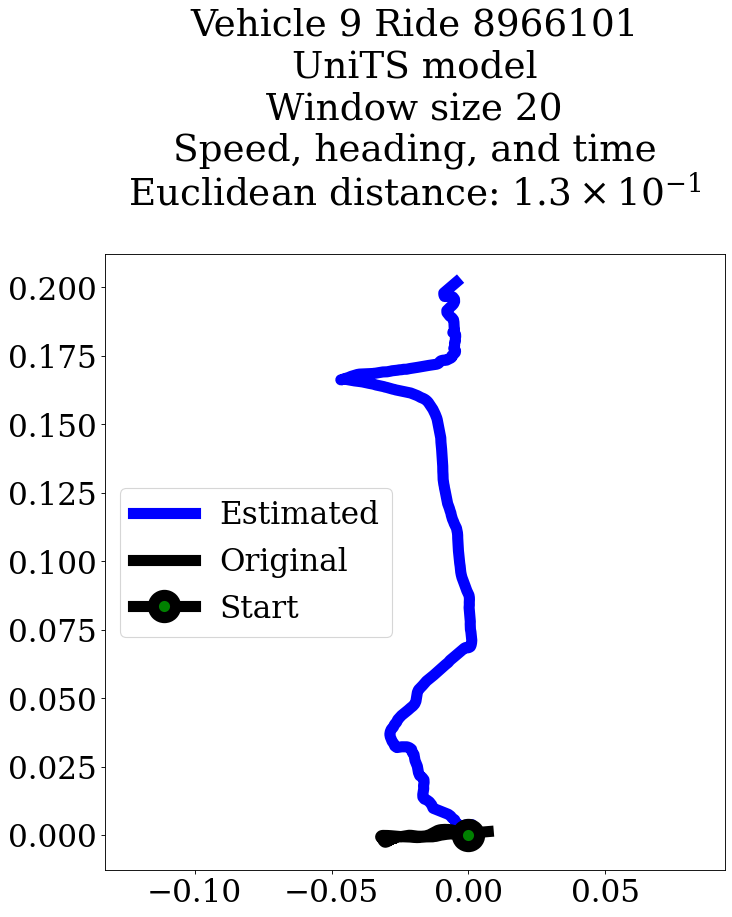 Vehicle 9 Ride 8966101
UniTS model
Window size 20
Speed, heading, and time
Euclidean distance: 1.3 × 10⁻¹
0.200
0.175
0.150
0.125
0.100
0.075
0.050
0.025
0.000
Estimated
Original
Start
−0.10 −0.05 0.00 0.05